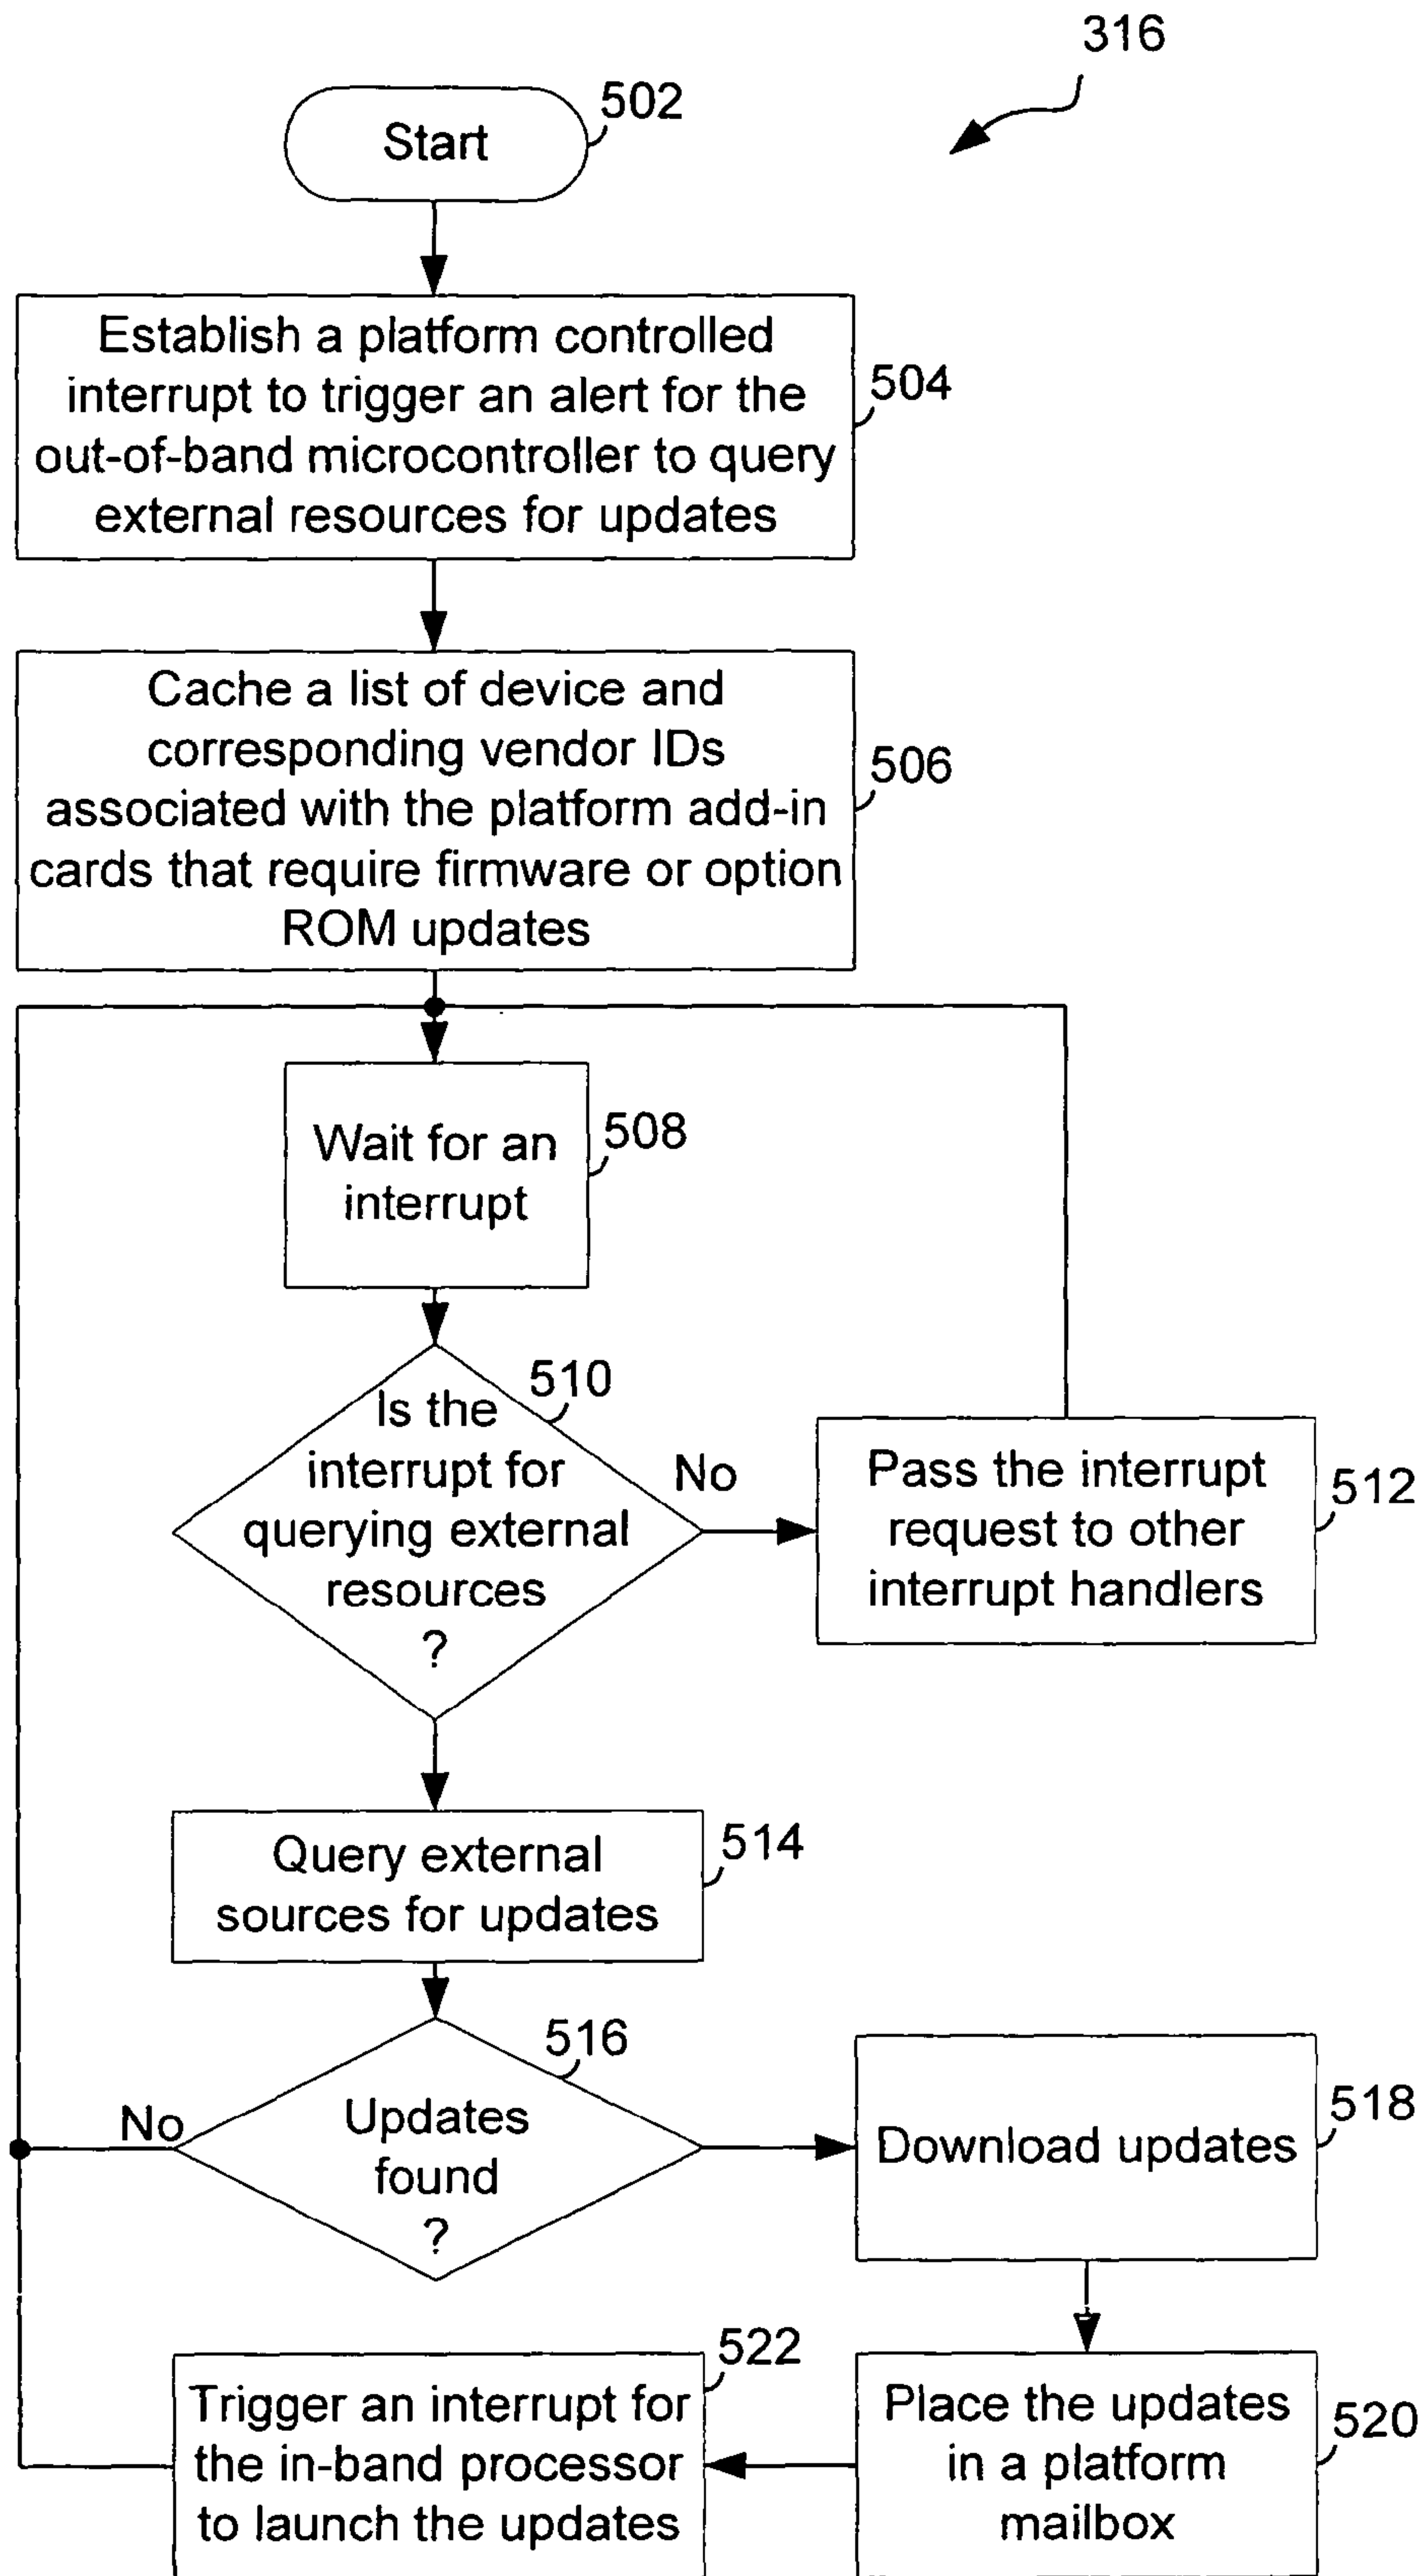 316
Start
502
Establish a platform controlled
interrupt to trigger an alert for the
out-of-band microcontroller to query
external resources for updates
504
Cache a list of device and
corresponding vendor IDs
associated with the platform add-in
cards that require firmware or option
ROM updates
506
Wait for an
interrupt
508
510
Is the
interrupt for
querying external
resources
?
No
Pass the interrupt
request to other
interrupt handlers
512
Query external
sources for updates
514
516
Updates
found
?
No
Download updates
518
Place the updates
in a platform
mailbox
520
Trigger an interrupt for
the in-band processor
to launch the updates
522